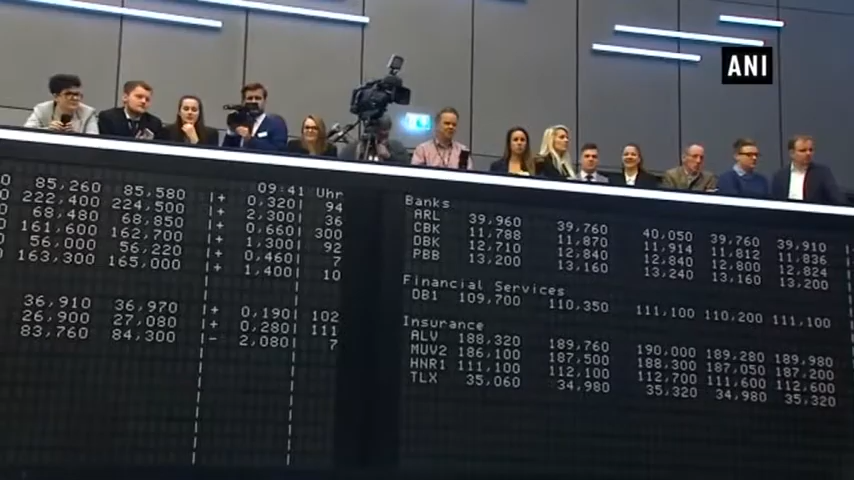 ANI
85,260 85,580 + 0,320 94
222,400 224,500 + 2,300 36
68,480 68,850 + 0,660 300
161,600 162,700 + 1,300 92
56,000 56,220 + 0,460 7
163,300 165,000 + 1,400 10
36,910 36,970 + 0,190 102
26,900 27,080 + 0,280 111
83,760 84,300 - 2,080 7
09:41 Uhr
Banks
ARL 39,960 39,760 40,050 39,760 39,910
CBK 11,788 11,870 11,914 11,812 11,836
DBK 12,710 12,840 12,884 12,800 12,824
PBB 13,200 13,160 13,240 13,160 13,200
Financial Services
DB1 109,700 110,350 111,100 110,200 111,100
Insurance
ALV 188,320 189,760 190,000 189,280 189,980
MUV2 186,100 187,500 188,300 187,050 187,200
HNR1 111,100 112,100 112,700 111,600 112,600
TLX 35,060 34,980 35,320 34,980 35,320